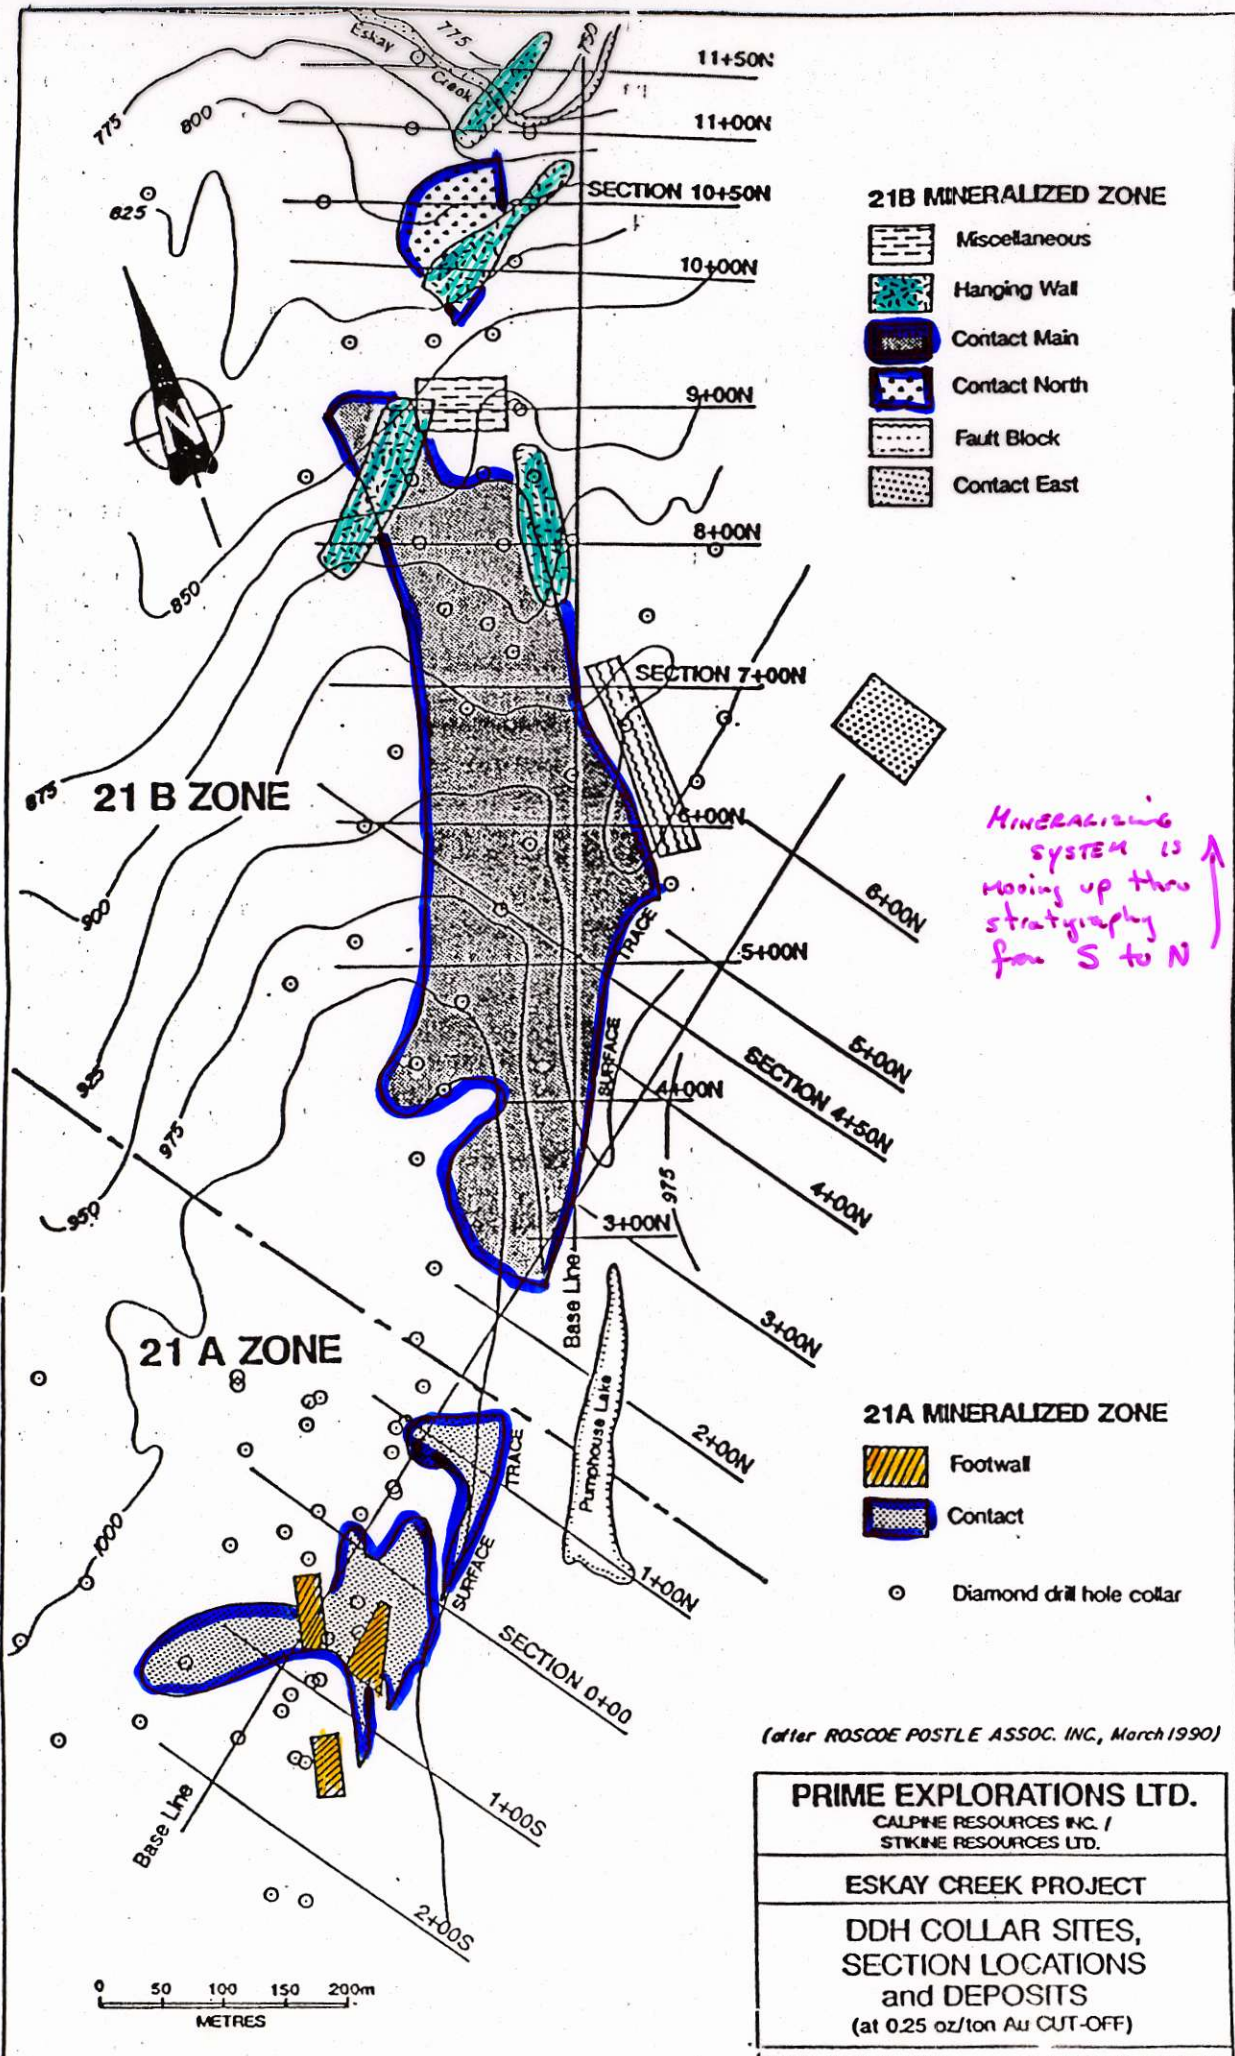 Eskay
Creek
775
750
11+50N
11+00N
775
800
SECTION 10+50N
825
10+00N
21B MINERALIZED ZONE
Miscellaneous
Hanging Wall
Contact Main
Contact North
Fault Block
Contact East
N
9+00N
8+00N
850
SECTION 7+00N
875
21 B ZONE
6+00N
MINERALIZING
SYSTEM IS
moving up thru
stratigraphy
from S to N
6+00N
900
TRACE
5+00N
SURFACE
5+00N
SECTION 4+50N
925
4+00N
975
4+00N
975
950
3+00N
Base Line
3+00N
21 A ZONE
Pumphouse Lake
2+00N
21A MINERALIZED ZONE
Footwall
Contact
Diamond drill hole collar
TRACE
1000
SURFACE
1+00N
SECTION 0+00
Base Line
1+00S
2+00S
(after ROSCOE POSTLE ASSOC. INC., March 1990)
PRIME EXPLORATIONS LTD.
CALPINE RESOURCES INC. /
STIKINE RESOURCES LTD.
ESKAY CREEK PROJECT
DDH COLLAR SITES,
SECTION LOCATIONS
and DEPOSITS
(at 0.25 oz/ton Au CUT-OFF)
0 50 100 150 200m
METRES